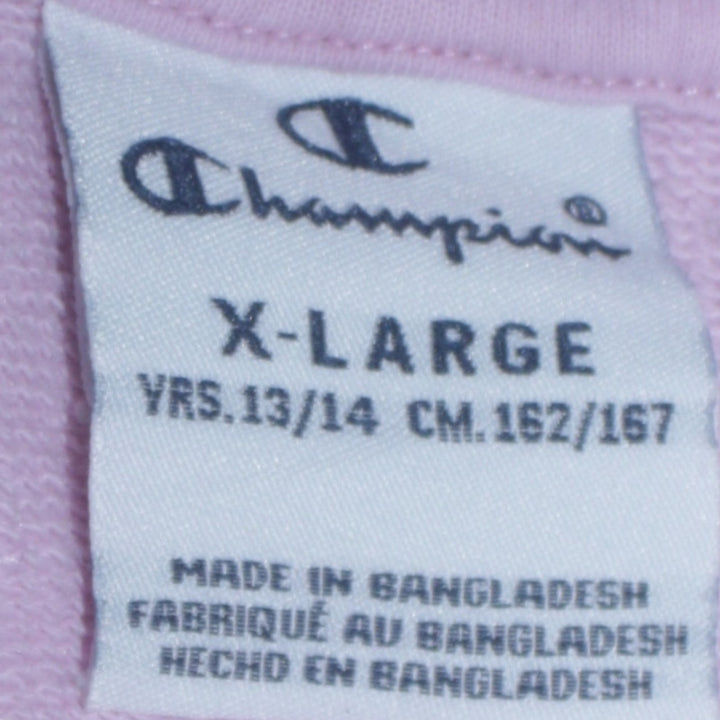 Champion®
X-LARGE
YRS.13/14 CM.162/167
MADE IN BANGLADESH
FABRIQUÉ AU BANGLADESH
HECHO EN BANGLADESH